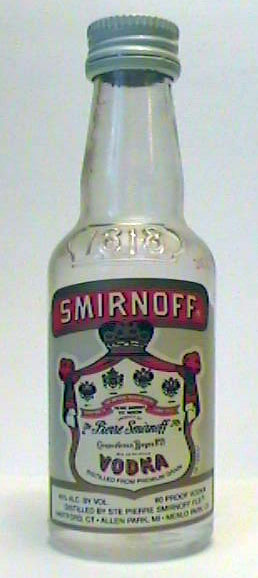 1818
SMIRNOFF
Pierre Smirnoff
VODKA
DISTILLED FROM PREMIUM GRAIN
ALC. BY VOL. 80 PROOF VODKA
DISTILLED BY STE PIERRE SMIRNOFF FLS
HARTFORD, CT • ALLEN PARK, MI • MENLO PARK, CA